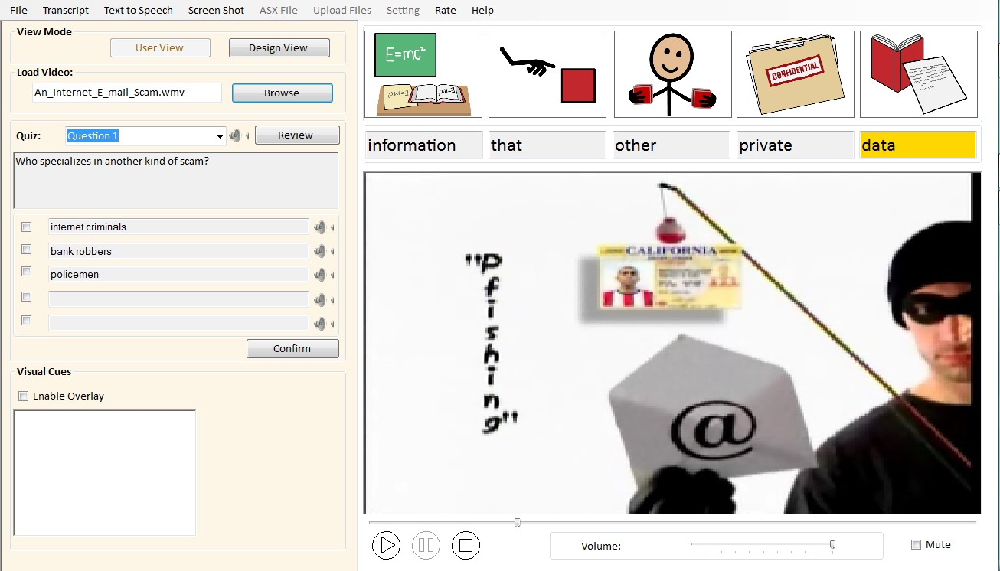 File Transcript Text to Speech Screen Shot ASX File Upload Files Setting Rate Help
View Mode
User View Design View
Load Video:
An_Internet_E_mail_Scam.wmv Browse
Quiz: Question 1 Review
Who specializes in another kind of scam?
internet criminals
bank robbers
policemen
Confirm
Visual Cues
Enable Overlay
E=mc²
E=mc²
E=mc²
CONFIDENTIAL
information that other private data
"Pfishing"
CALIFORNIA
@
Volume: Mute